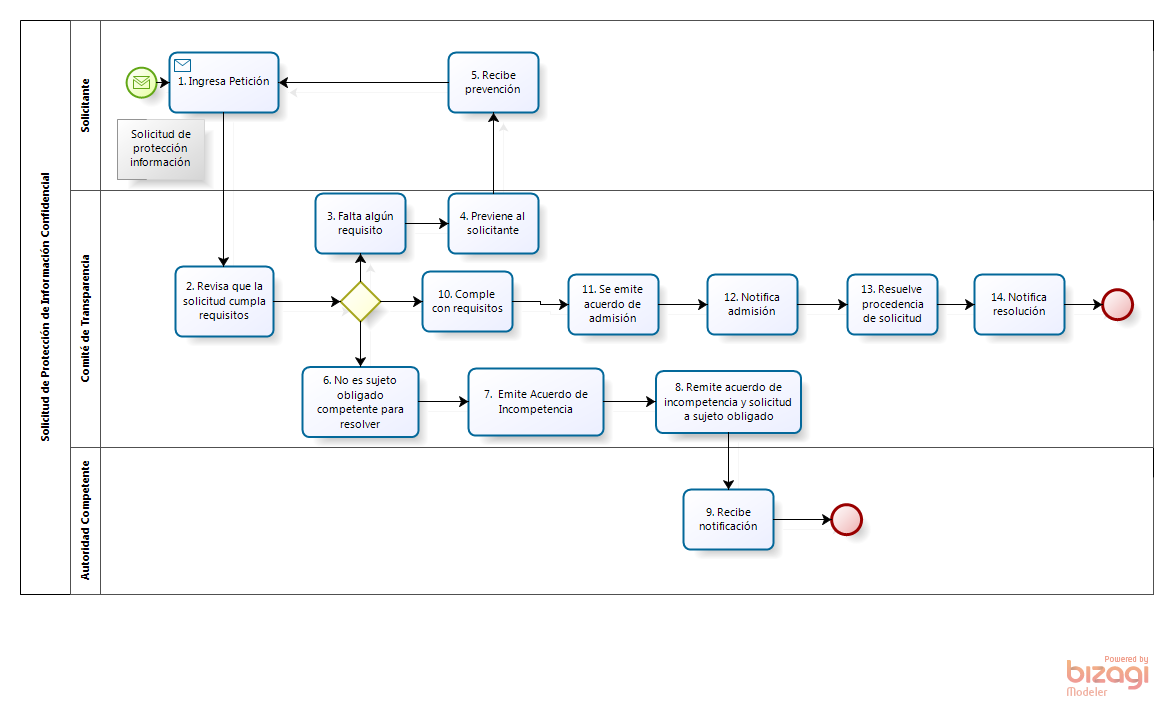 Solicitud de Protección de Información Confidencial
Solicitante
1. Ingresa Petición
5. Recibe
prevención
Solicitud de
protección
información
Comité de Transparencia
3. Falta algún
requisito
4. Previene al
solicitante
2. Revisa que la
solicitud cumpla
requisitos
10. Comple
con requisitos
11. Se emite
acuerdo de
admisión
12. Notifica
admisión
13. Resuelve
procedencia
de solicitud
14. Notifica
resolución
6. No es sujeto
obligado
competente para
resolver
7. Emite Acuerdo de
Incompetencia
8. Remite acuerdo de
incompetencia y solicitud
a sujeto obligado
Autoridad Competente
9. Recibe
notificación
Powered by
bizagi
Modeler